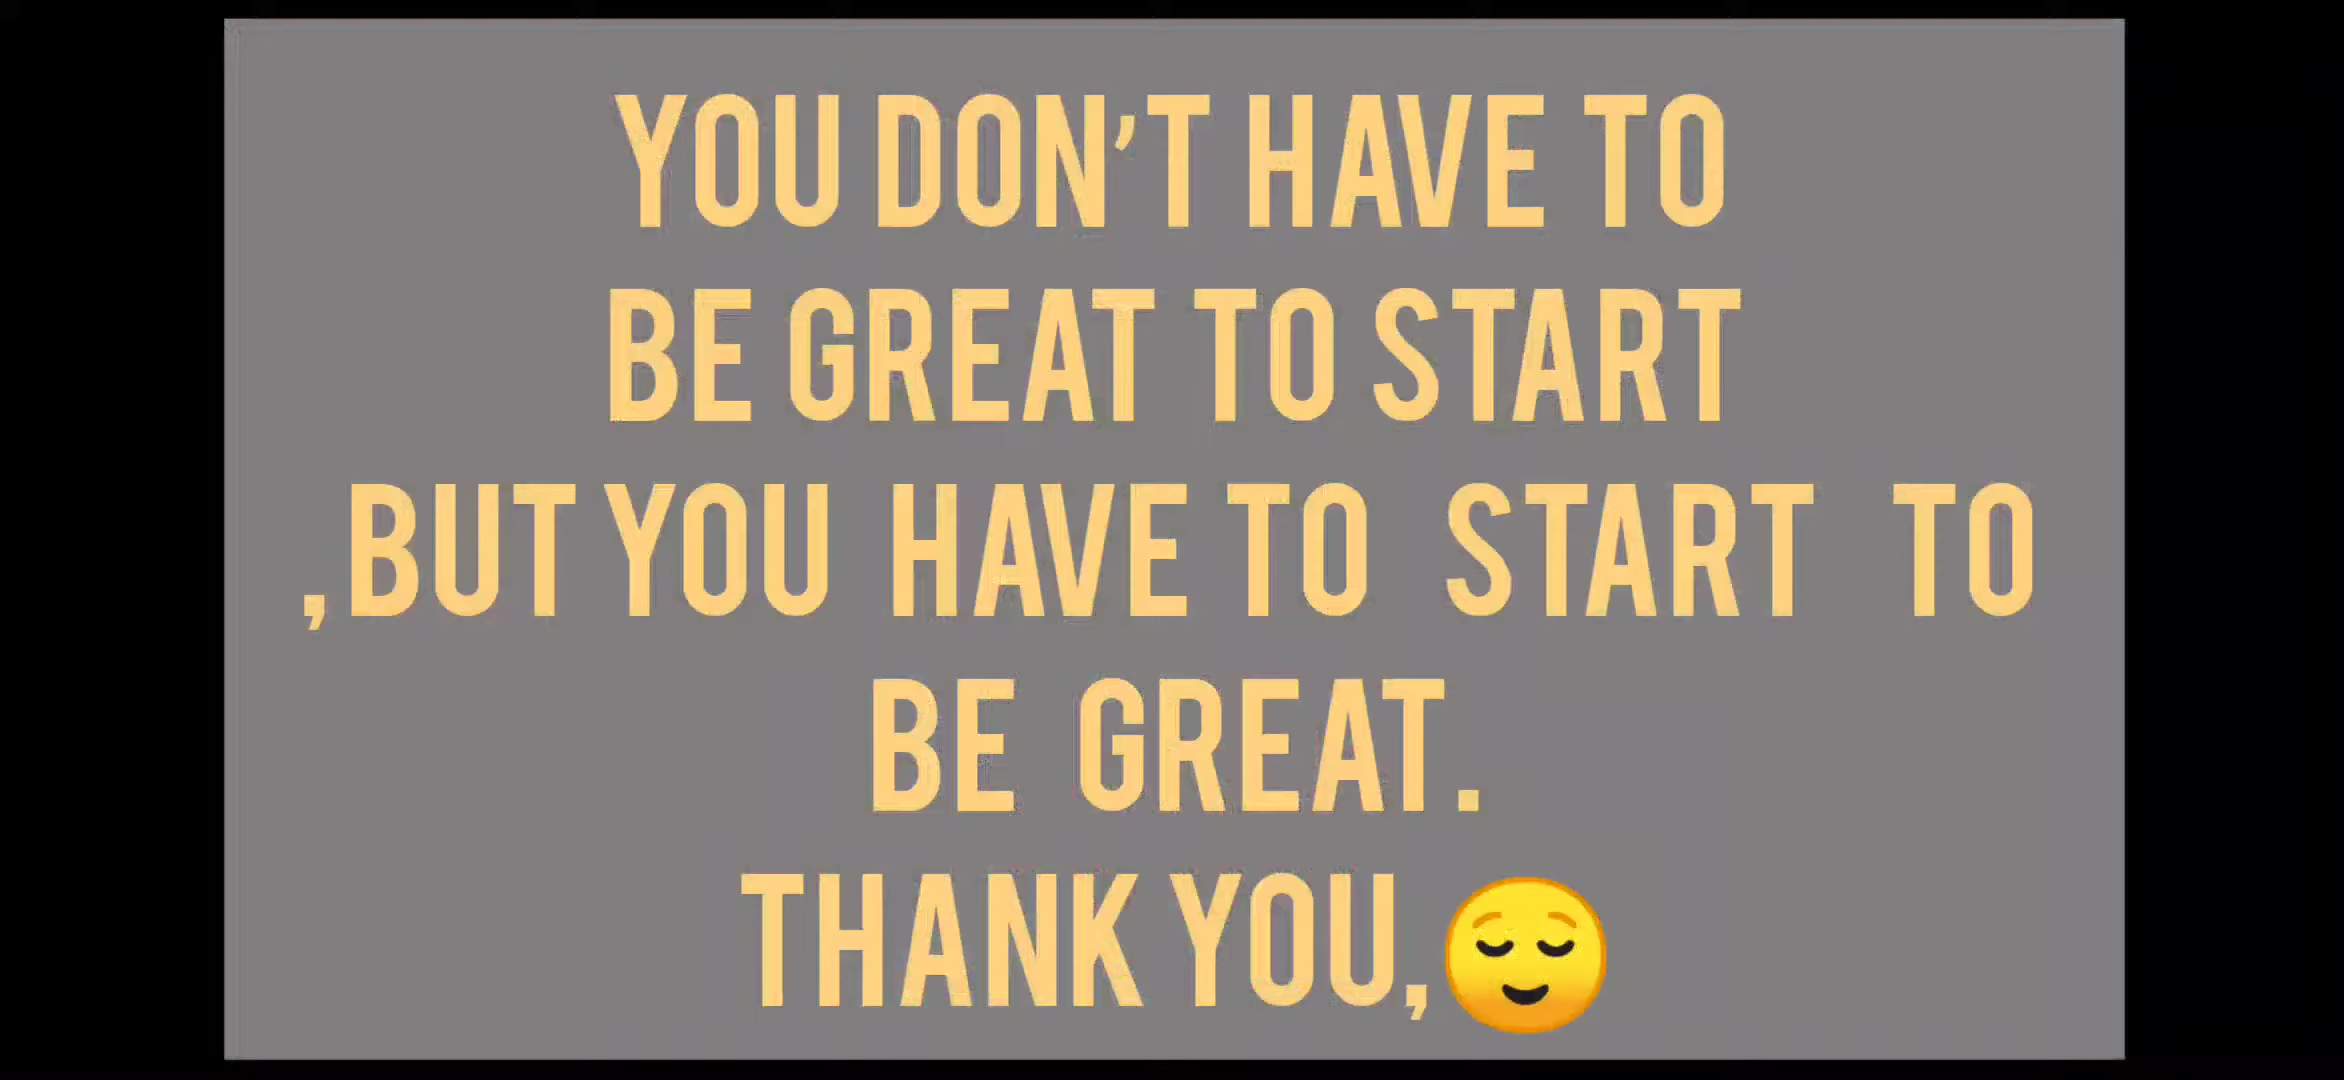 YOU DON'T HAVE TO
BE GREAT TO START
,BUT YOU HAVE TO START TO
BE GREAT.
THANK YOU,😌